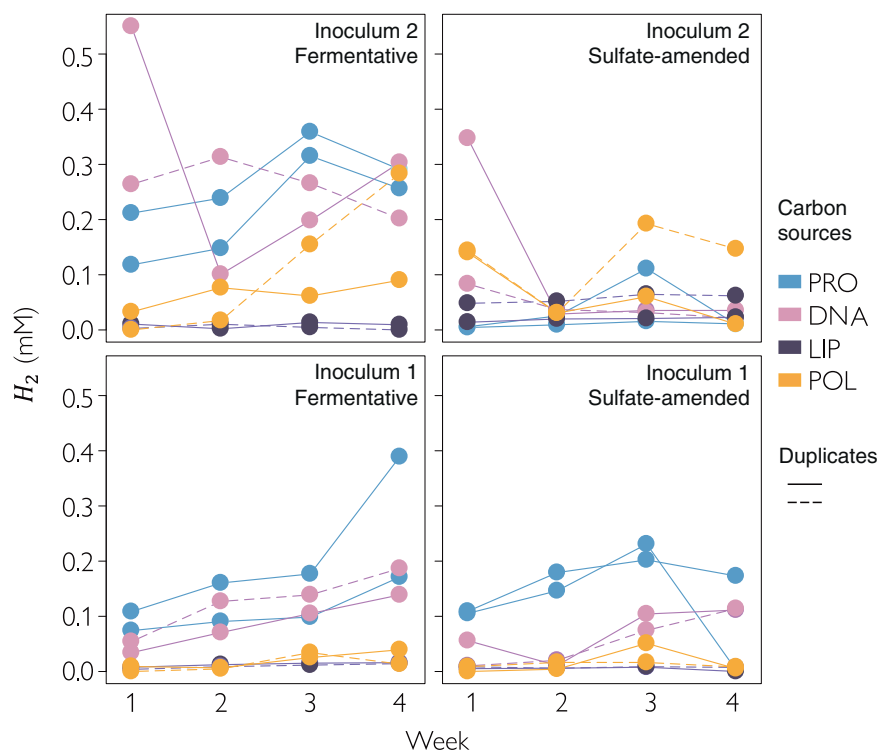 Inoculum 2
Fermentative
Inoculum 2
Sulfate-amended
0.5
0.4
0.3
0.2
0.1
0.0
Inoculum 1
Fermentative
Inoculum 1
Sulfate-amended
0.5
0.4
0.3
0.2
0.1
0.0
H2 (mM)
1 2 3 4
1 2 3 4
Week
Carbon
sources
PRO
DNA
LIP
POL
Duplicates